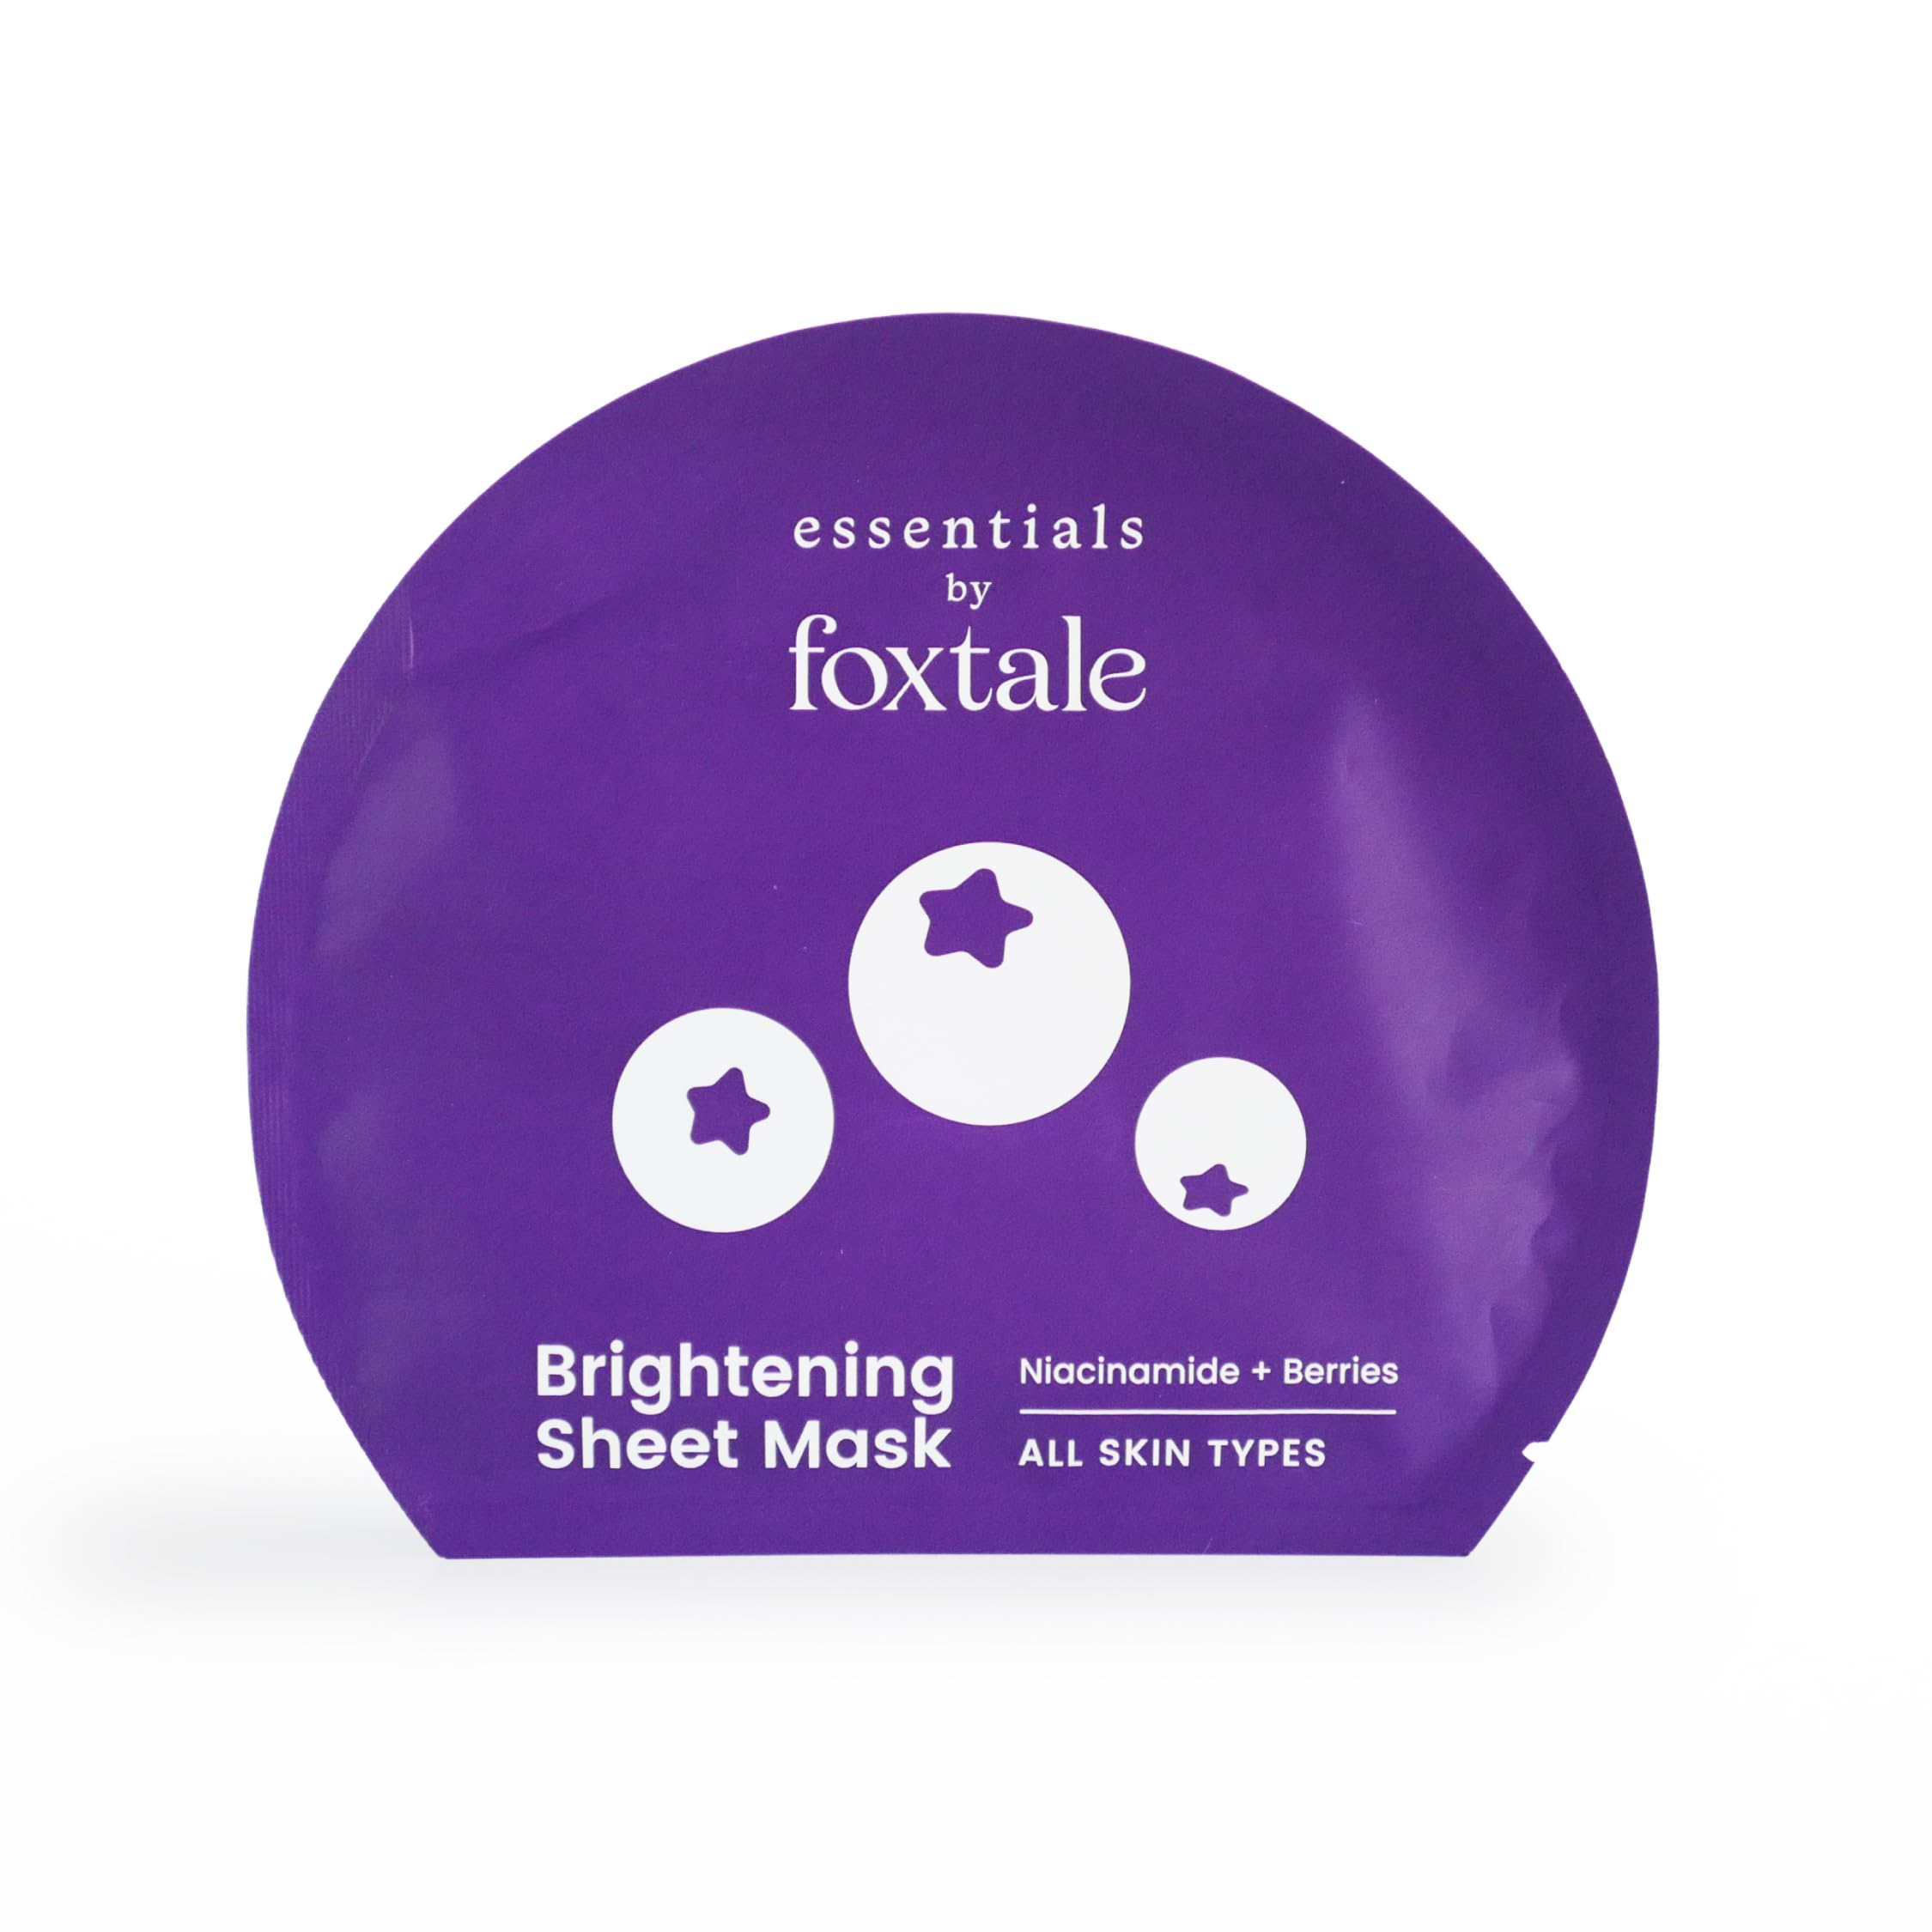 essentials
by
foxtale
Brightening
Sheet Mask
Niacinamide + Berries
ALL SKIN TYPES